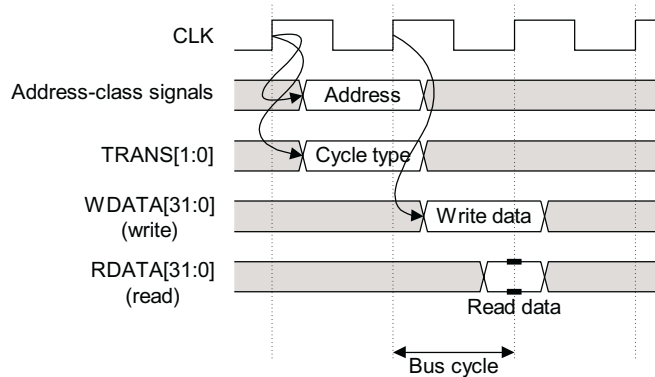 CLK
Address-class signals
Address
TRANS[1:0]
Cycle type
WDATA[31:0]
(write)
Write data
RDATA[31:0]
(read)
Read data
Bus cycle